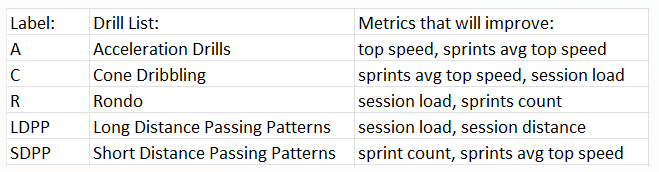 Label: Drill List: Metrics that will improve:
A Acceleration Drills top speed, sprints avg top speed
C Cone Dribbling sprints avg top speed, session load
R Rondo session load, sprints count
LDPP Long Distance Passing Patterns session load, session distance
SDPP Short Distance Passing Patterns sprint count, sprints avg top speed